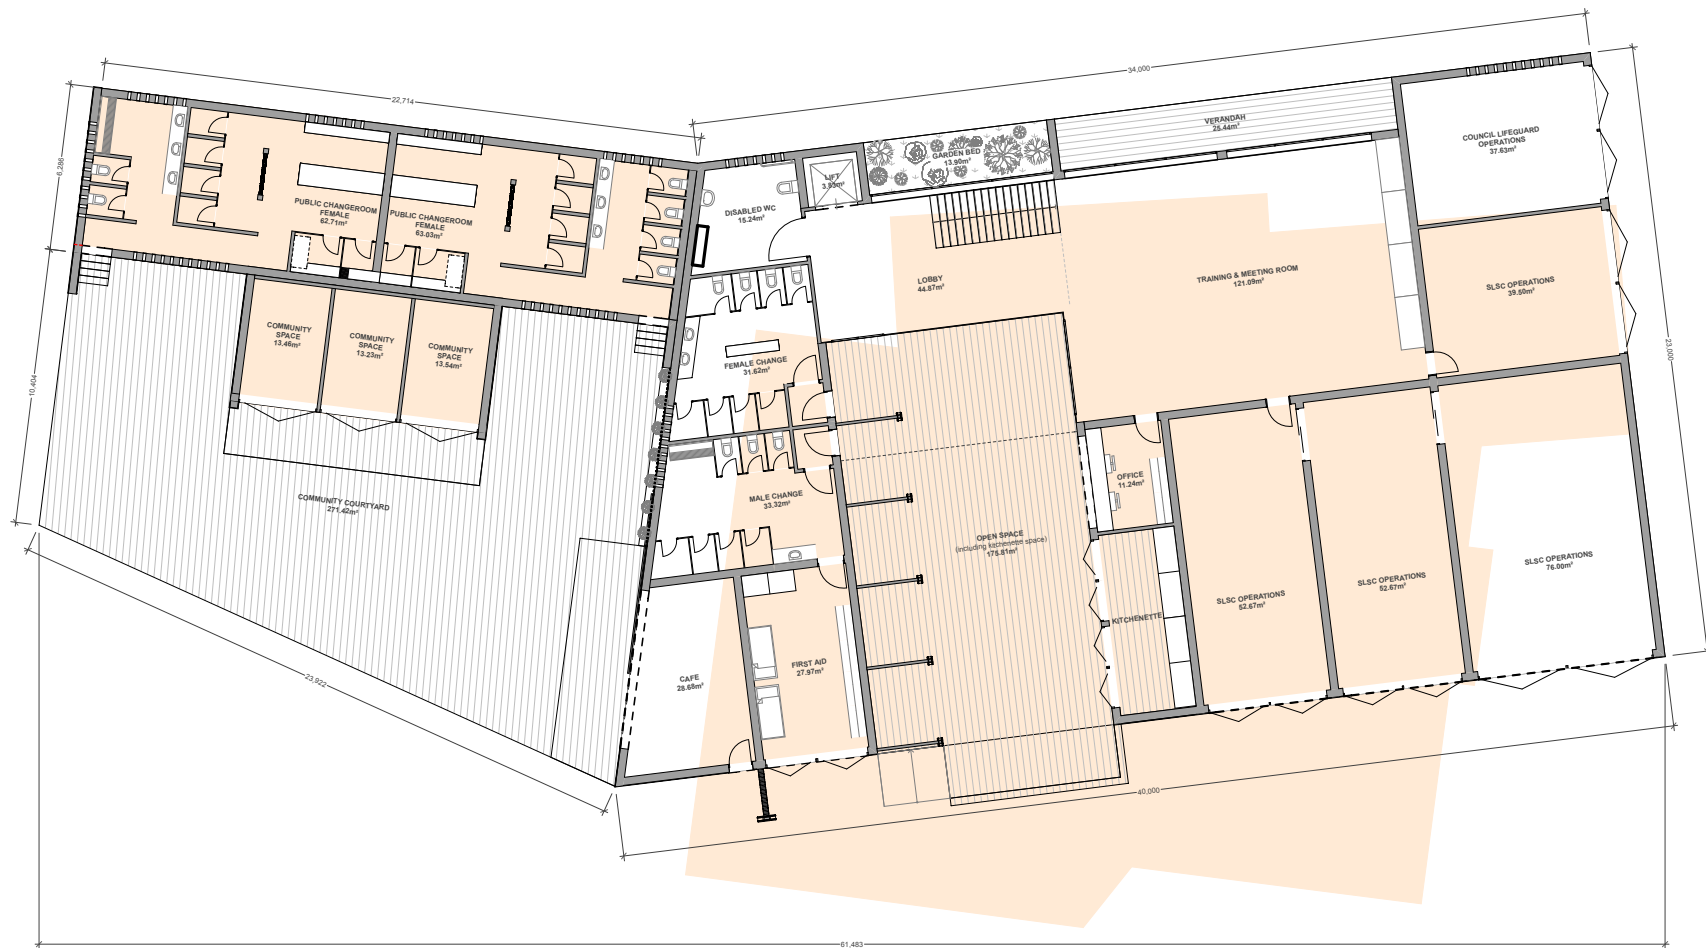 34,000
22,714
6,286
VERANDAH
25.44m²
COUNCIL LIFEGUARD
OPERATIONS
37.63m²
GARDEN BED
13.90m²
LIFT
DISABLED WC
15.24m²
PUBLIC CHANGEROOM
FEMALE
62.71m²
PUBLIC CHANGEROOM
FEMALE
63.03m²
LOBBY
44.87m²
TRAINING & MEETING ROOM
121.09m²
SLSC OPERATIONS
39.50m²
23,000
COMMUNITY
SPACE
13.46m²
COMMUNITY
SPACE
13.23m²
COMMUNITY
SPACE
13.54m²
10,404
FEMALE CHANGE
31.62m²
COMMUNITY COURTYARD
271.42m²
MALE CHANGE
33.32m²
OFFICE
11.24m²
OPEN SPACE
(including kitchenette space)
175.81m²
SLSC OPERATIONS
76.00m²
SLSC OPERATIONS
52.67m²
SLSC OPERATIONS
52.67m²
KITCHENETTE
FIRST AID
27.97m²
CAFE
28.68m²
23,922
40,000
61,483